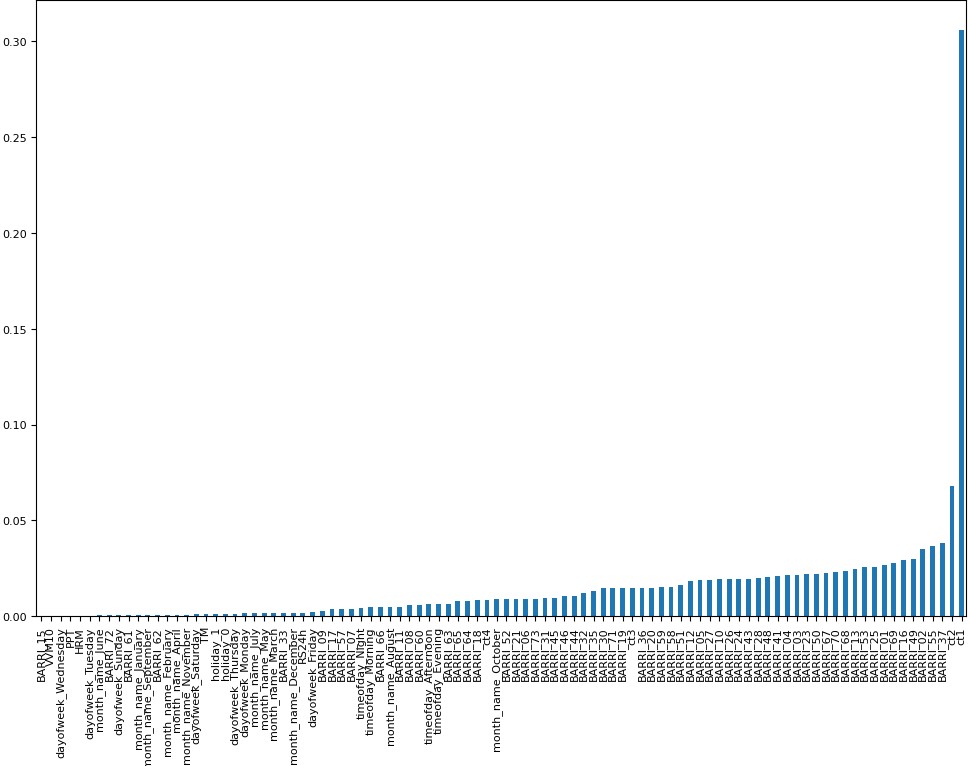 0.30
0.25
0.20
0.15
0.10
0.05
0.00
BARRI_15
VVM10
dayofweek_Wednesday
PPT
HRM
dayofweek_Tuesday
month_name_June
BARRI_72
dayofweek_Sunday
BARRI_61
month_name_January
month_name_September
BARRI_62
month_name_February
month_name_April
month_name_November
dayofweek_Saturday
TM
holiday_1
holiday_0
dayofweek_Thursday
dayofweek_Monday
month_name_July
month_name_May
month_name_March
BARRI_33
month_name_December
RS24h
dayofweek_Friday
BARRI_09
BARRI_17
BARRI_57
BARRI_07
timeofday_Night
timeofday_Morning
BARRI_66
month_name_August
BARRI_11
BARRI_08
BARRI_60
timeofday_Afternoon
timeofday_Evening
BARRI_63
BARRI_65
BARRI_64
BARRI_18
ct4
month_name_October
BARRI_52
BARRI_21
BARRI_06
BARRI_73
BARRI_31
BARRI_45
BARRI_46
BARRI_44
BARRI_32
BARRI_35
BARRI_30
BARRI_71
BARRI_19
ct3
BARRI_36
BARRI_20
BARRI_59
BARRI_58
BARRI_51
BARRI_12
BARRI_05
BARRI_27
BARRI_10
BARRI_26
BARRI_24
BARRI_43
BARRI_28
BARRI_48
BARRI_41
BARRI_04
BARRI_03
BARRI_23
BARRI_50
BARRI_67
BARRI_70
BARRI_68
BARRI_13
BARRI_53
BARRI_25
BARRI_01
BARRI_69
BARRI_16
BARRI_49
BARRI_02
BARRI_55
BARRI_37
ct2
ct1